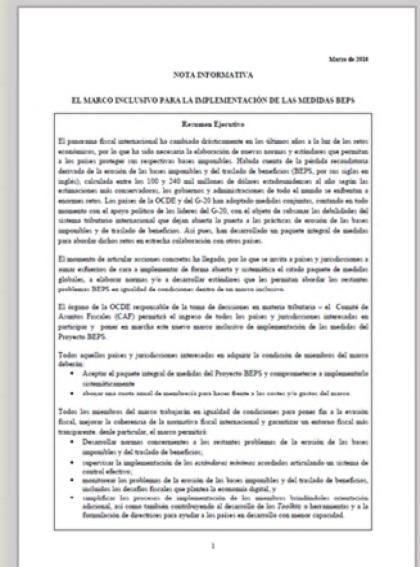 Marzo de 2016
NOTA INFORMATIVA
EL MARCO INCLUSIVO PARA LA IMPLEMENTACIÓN DE LAS MEDIDAS BEPS
Resumen Ejecutivo
El panorama fiscal internacional ha cambiado drásticamente en los últimos años a la luz de los retos
económicos, por lo que ha sido necesaria la elaboración de nuevas normas y estándares que permitan
a los países proteger sus respectivas bases imponibles. Habida cuenta de la pérdida recaudatoria
derivada de la erosión de las bases imponibles y del traslado de beneficios (BEPS, por sus siglas en
inglés), calculada entre los 100 y 240 mil millones de dólares estadounidenses al año según las
estimaciones más conservadoras, los gobiernos y administraciones de todo el mundo se enfrentan a
enormes retos. Los países de la OCDE y del G-20 han adoptado medidas conjuntas, contando en todo
momento con el apoyo político de los líderes del G-20, con el objeto de subsanar las debilidades del
sistema tributario internacional que dejan abierta la puerta a las prácticas de erosión de las bases
imponibles y de traslado de beneficios. Así pues, han desarrollado un paquete integral de medidas
para abordar dichos retos en estrecha colaboración con otros países.
El momento de articular acciones concretas ha llegado, por lo que se invita a países y jurisdicciones a
sumar esfuerzos de cara a implementar de forma abierta y sistemática el citado paquete de medidas
globales, a elaborar normas y/o a desarrollar estándares que les permitan abordar los restantes
problemas BEPS en igualdad de condiciones dentro de un marco inclusivo.
El órgano de la OCDE responsable de la toma de decisiones en materia tributaria – el Comité de
Asuntos Fiscales (CAF) permitirá el ingreso de todos los países y jurisdicciones interesadas en
participar y poner en marcha este nuevo marco inclusivo de implementación de las medidas del
Proyecto BEPS.
Todos aquellos países y jurisdicciones interesadas en adquirir la condición de miembros del marco
deberán:
• Aceptar el paquete integral de medidas del Proyecto BEPS y comprometerse a implementarlo
sistemáticamente
• abonar una cuota anual de membresía para hacer frente a los costes y/o gastos del marco.
Todos los miembros del marco trabajarán en igualdad de condiciones para poner fin a la evasión
fiscal, mejorar la coherencia de la normativa fiscal internacional y garantizar un entorno fiscal más
transparente. de particular, el marco permitirá:
• Desarrollar normas concernientes a los restantes problemas de la erosión de las bases
imponibles y del traslado de beneficios;
• supervisar la implementación de los estándares mínimos acordados articulando un sistema de
control efectivo;
• monitorear los problemas de la erosión de las bases imponibles y del traslado de beneficios,
incluidos los desafíos fiscales que plantea la economía digital, y
• simplificar los procesos de implementación de los miembros brindándoles orientación
adicional, así como también contribuyendo al desarrollo de los Toolkits o herramientas y a la
formulación de directrices para ayudar a los países en desarrollo con menor capacidad.
1